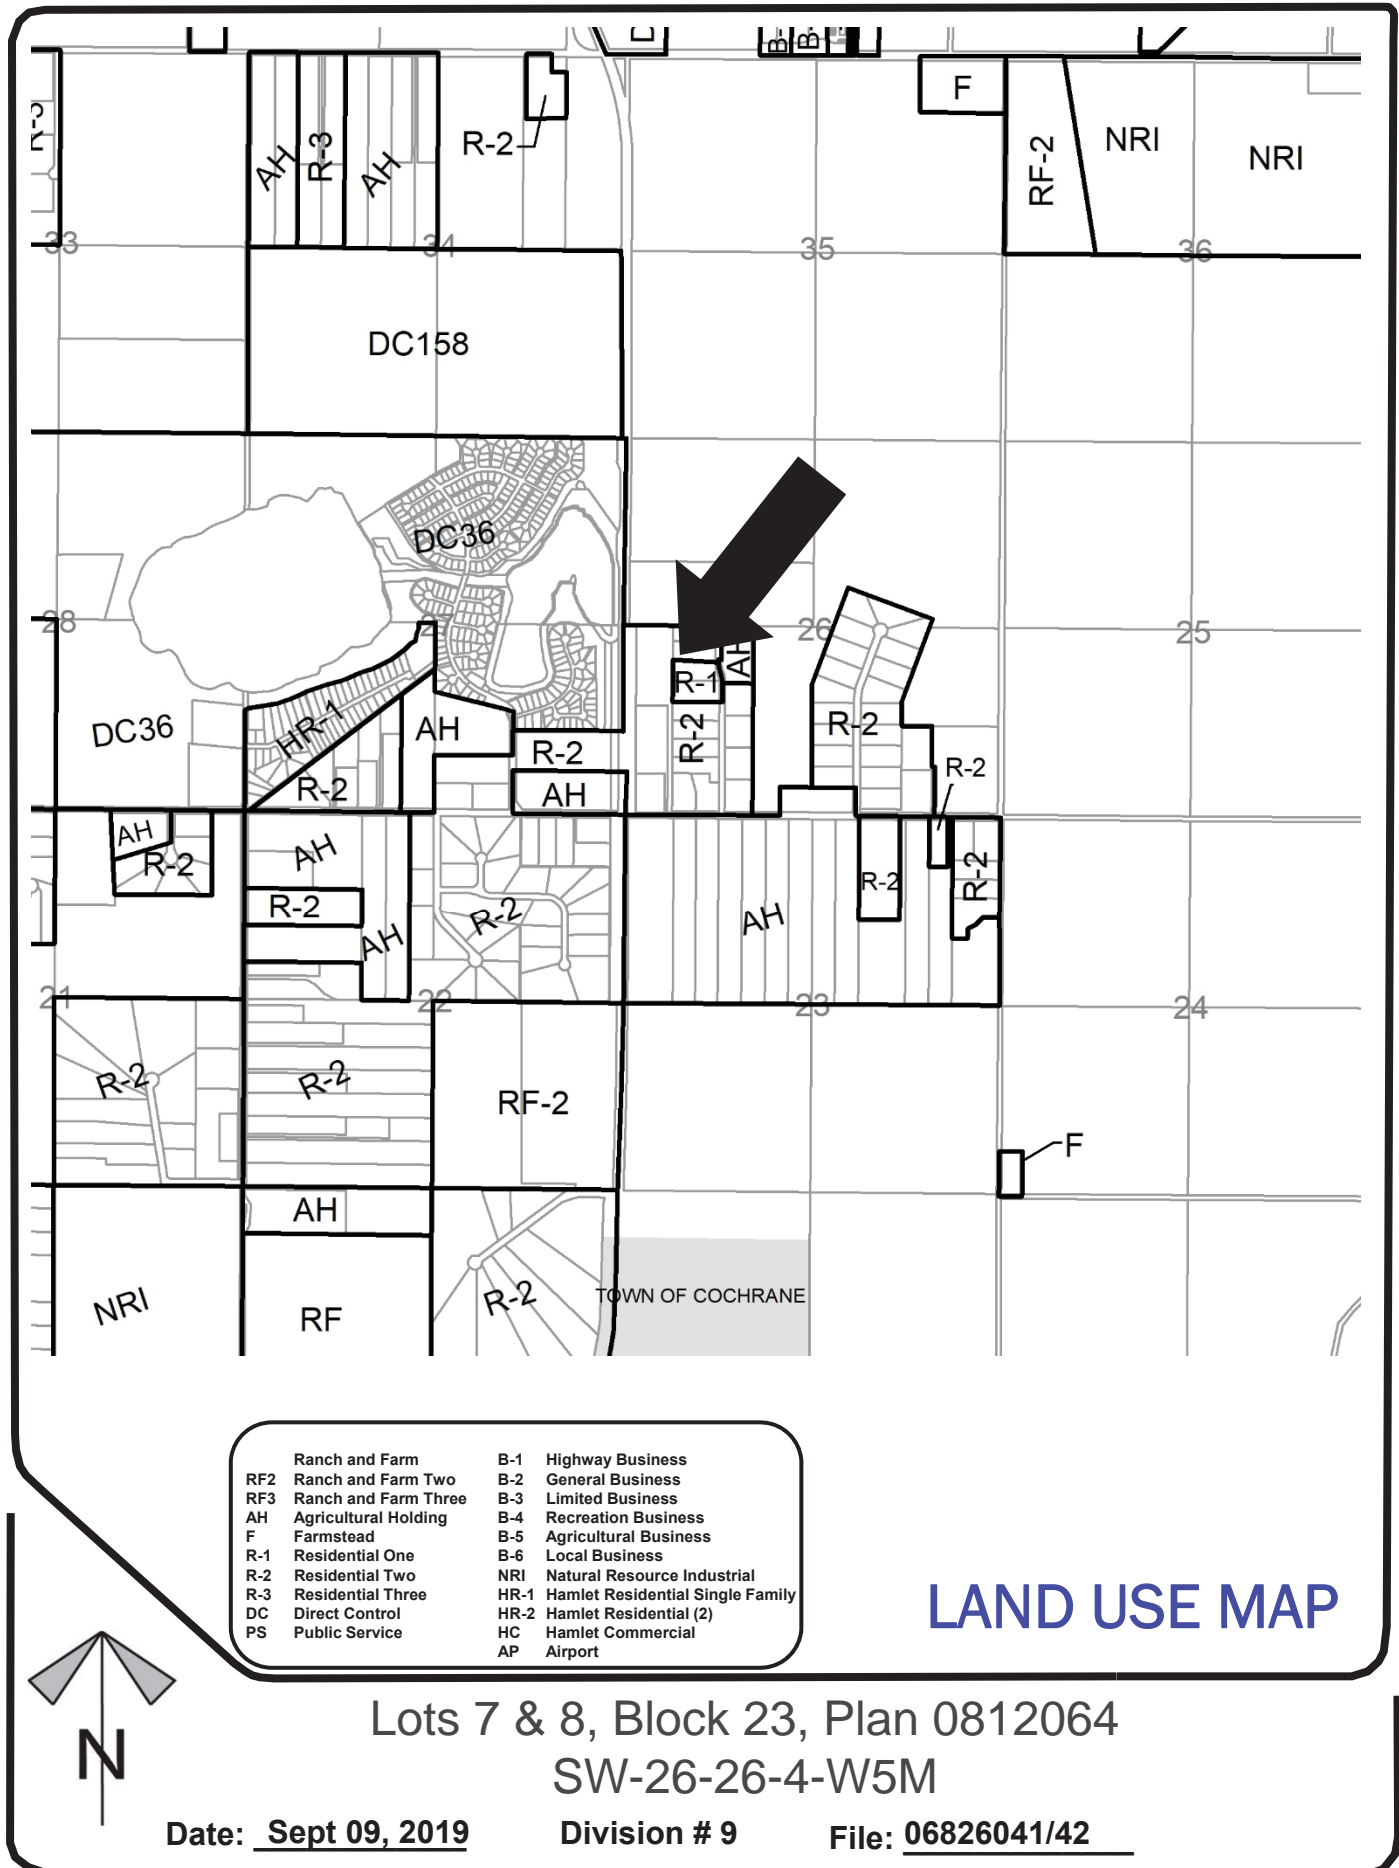 D
B-
B-
R-3
AH
R-3
AH
R-2
F
RF-2
NRI
NRI
33
34
35
36
DC158
DC36
28
26
25
AH
R-1
DC36
HR-1
AH
R-2
R-2
R-2
R-2
AH
R-2
R-2
AH
AH
R-2
R-2
AH
R-2
AH
AH
R-2
R-2
21
22
23
24
R-2
R-2
RF-2
F
AH
NRI
RF
R-2
TOWN OF COCHRANE
Ranch and Farm
RF2 Ranch and Farm Two
RF3 Ranch and Farm Three
AH Agricultural Holding
F Farmstead
R-1 Residential One
R-2 Residential Two
R-3 Residential Three
DC Direct Control
PS Public Service
B-1 Highway Business
B-2 General Business
B-3 Limited Business
B-4 Recreation Business
B-5 Agricultural Business
B-6 Local Business
NRI Natural Resource Industrial
HR-1 Hamlet Residential Single Family
HR-2 Hamlet Residential (2)
HC Hamlet Commercial
AP Airport
LAND USE MAP
N
Lots 7 & 8, Block 23, Plan 0812064
SW-26-26-4-W5M
Date: Sept 09, 2019 Division # 9 File: 06826041/42